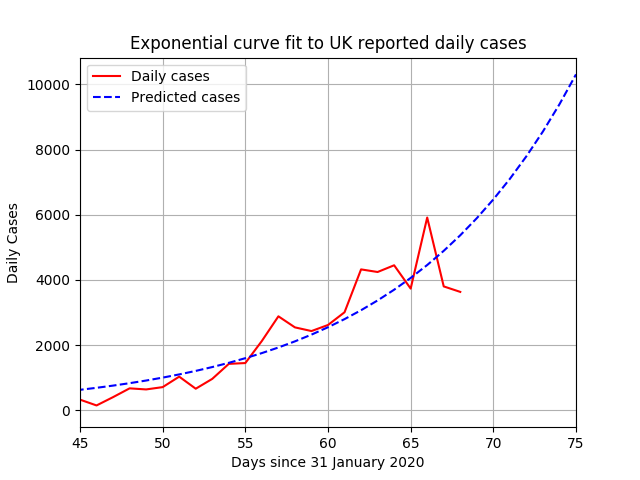 Exponential curve fit to UK reported daily cases
Daily cases
Predicted cases
10000
8000
6000
4000
2000
0
Daily Cases
45 50 55 60 65 70 75
Days since 31 January 2020